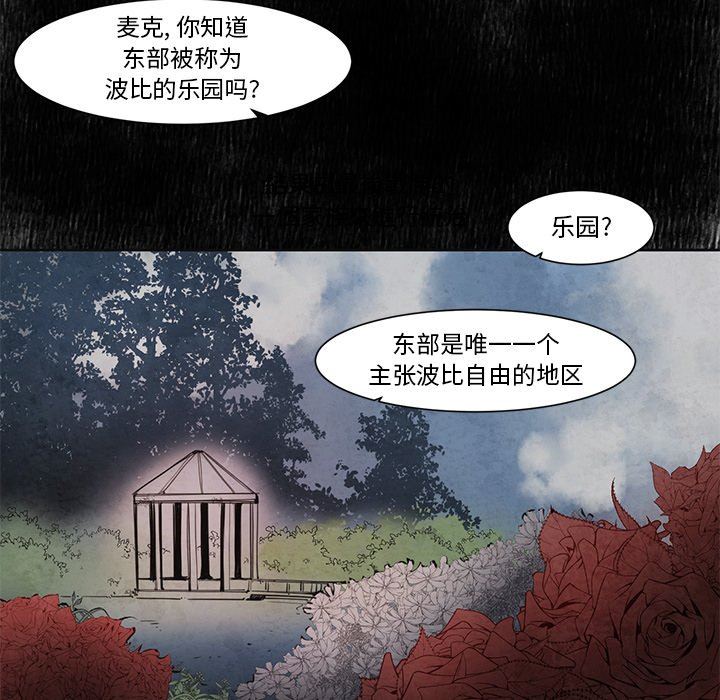 麦克, 你知道
东部被称为
波比的乐园吗?
乐园?
东部是唯一一个
主张波比自由的地区